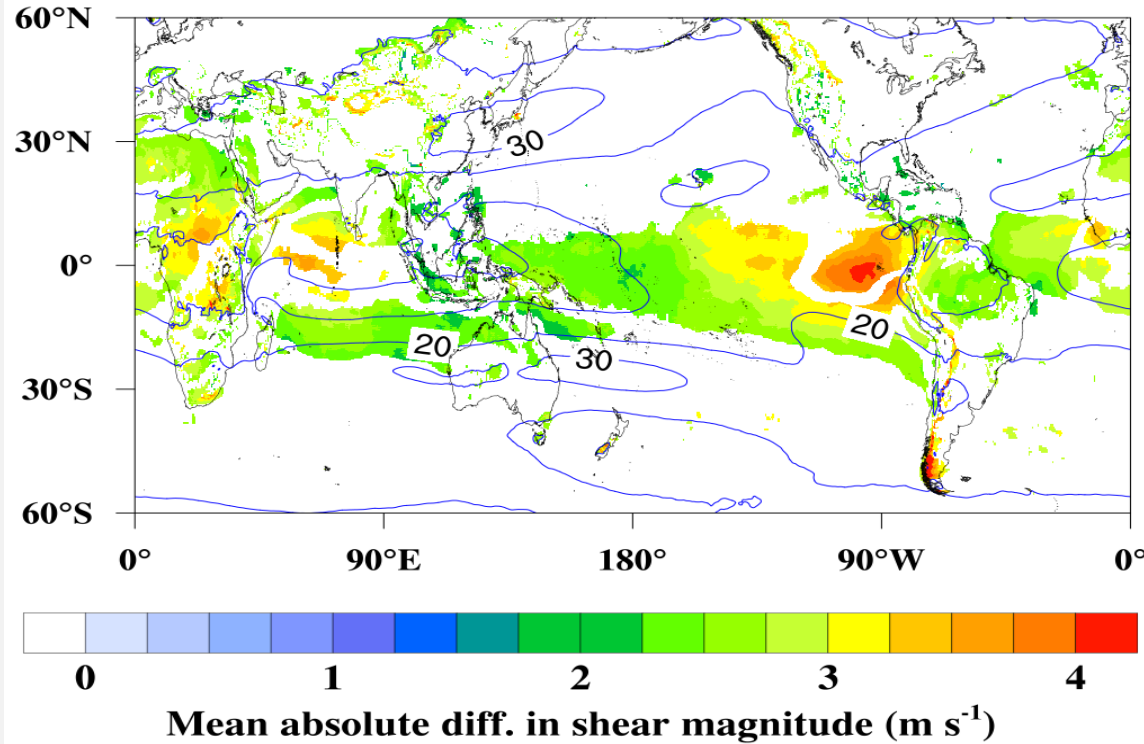 60°N
30°N
0°
30°S
60°S
30
20
30
20
0° 90°E 180° 90°W 0°
0 1 2 3 4
Mean absolute diff. in shear magnitude (m s⁻¹)